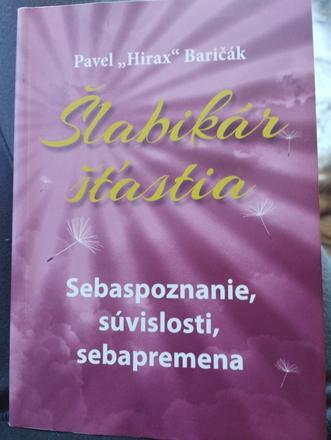 Pavel „Hirax“ Baričák
Šlabikár
šťastia
Sebaspoznanie,
súvislosti,
sebapremena